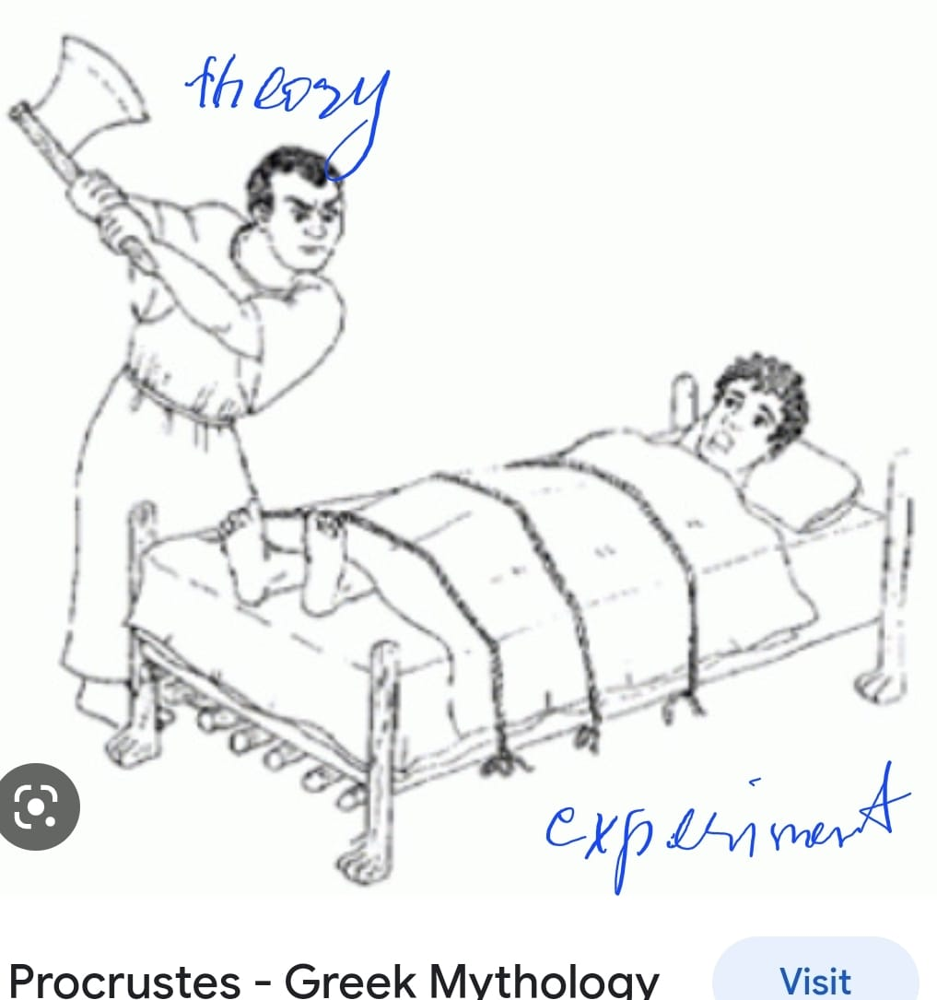 theory
experiment
Procrustes - Greek Mythology
Visit